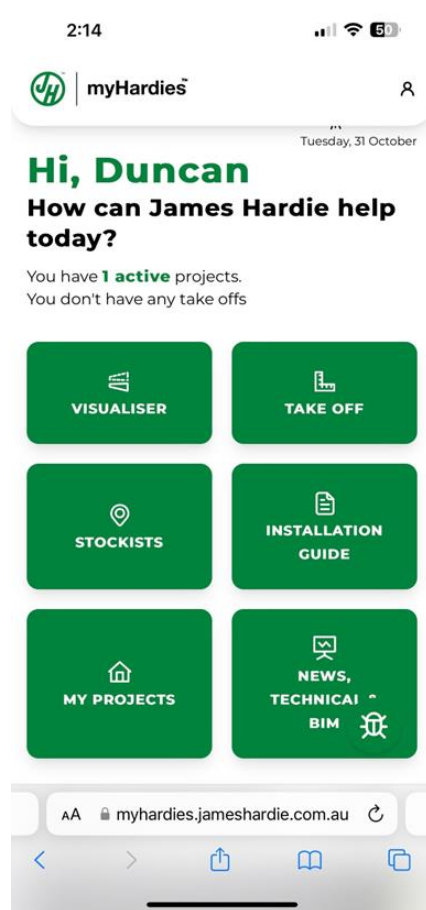 2:14
50
JH
myHardies™
Tuesday, 31 October
Hi, Duncan
How can James Hardie help
today?
You have 1 active projects.
You don't have any take offs
VISUALISER
TAKE OFF
STOCKISTS
INSTALLATION
GUIDE
MY PROJECTS
NEWS,
TECHNICAL
BIM
AA
myhardies.jameshardie.com.au